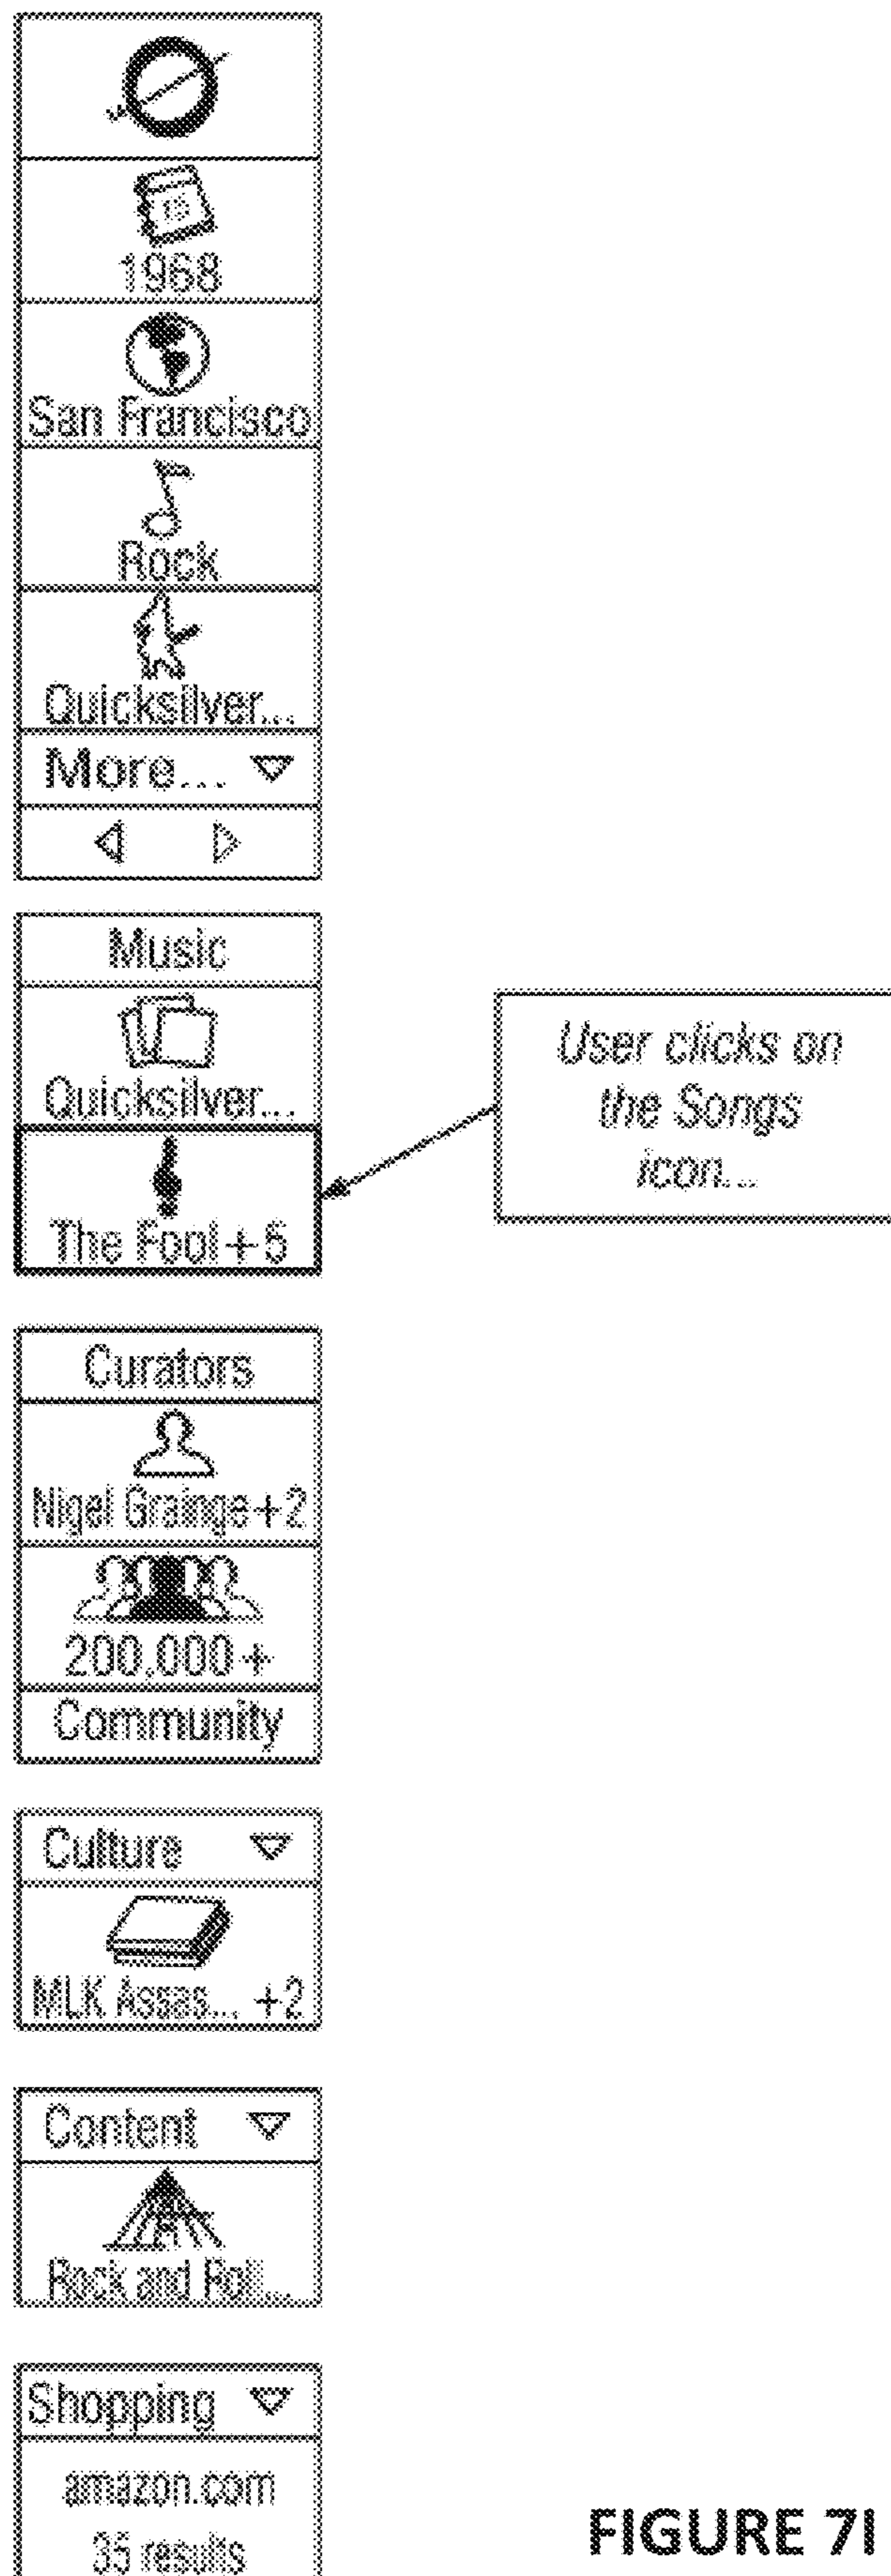 15
1968
San Francisco
Rock
Quicksilver...
More...
Music
Quicksilver...
The Fool + 5
User clicks on
the Songs
icon...
Curators
Nigel Grainge + 2
200,000 +
Community
Culture
MLK Assas... +2
Content
Rock and Roll...
Shopping
amazon.com
35 results
FIGURE 7I